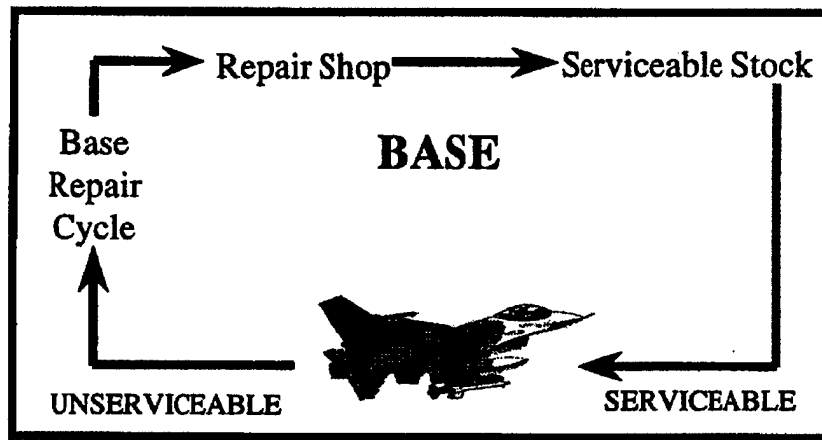 Repair Shop
Serviceable Stock
Base
Repair
Cycle
BASE
UNSERVICEABLE
SERVICEABLE